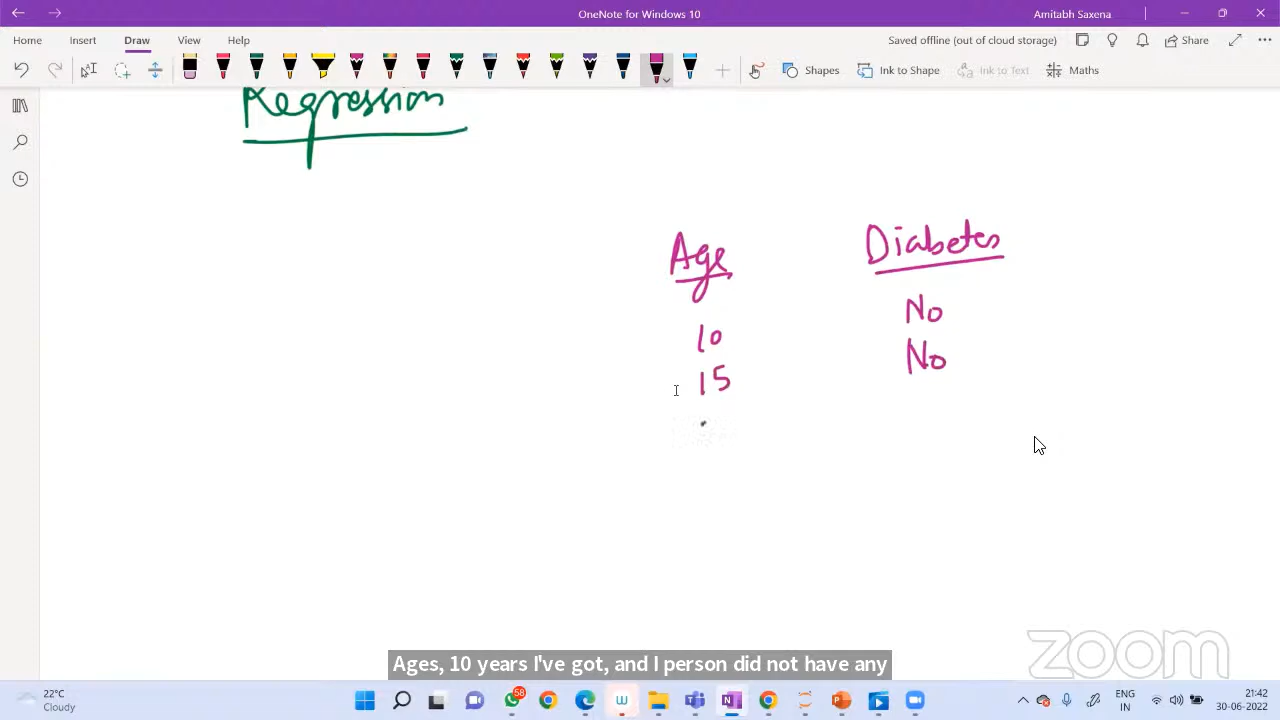 OneNote for Windows 10
Amitabh Saxena
Home Insert Draw View Help
Saved offline (out of cloud storage)
Share
Shapes
Ink to Shape
Ink to Text
Maths
Regression
Age Diabetes
10 No
15 No
Ages, 10 years I've got, and I person did not have any
zoom
58
22°C
Cloudy
ENG
IN
21:42
30-06-2022